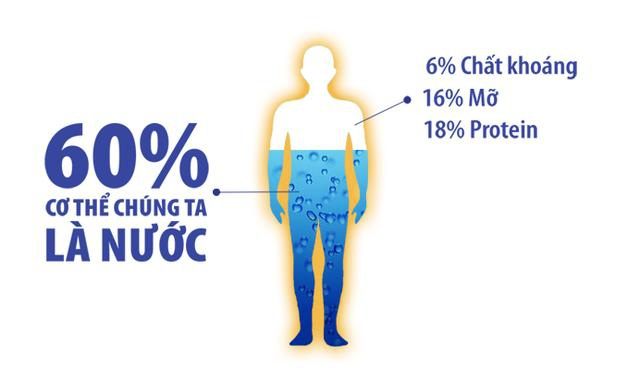 60%
CƠ THỂ CHÚNG TA
LÀ NƯỚC
6% Chất khoáng
16% Mỡ
18% Protein